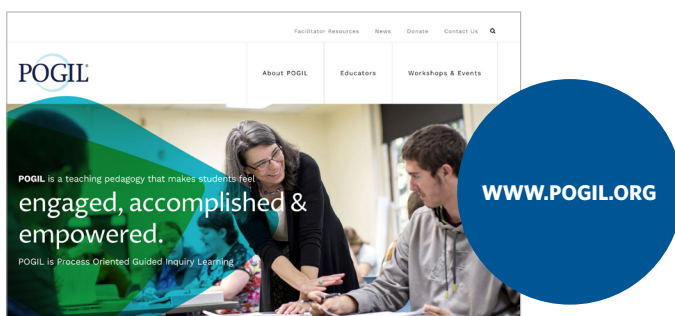 Facilitator Resources News Donate Contact Us
POGIL®
About POGIL Educators Workshops & Events
POGIL is a teaching pedagogy that makes students feel
engaged, accomplished &
empowered.
POGIL is Process Oriented Guided Inquiry Learning
WWW.POGIL.ORG